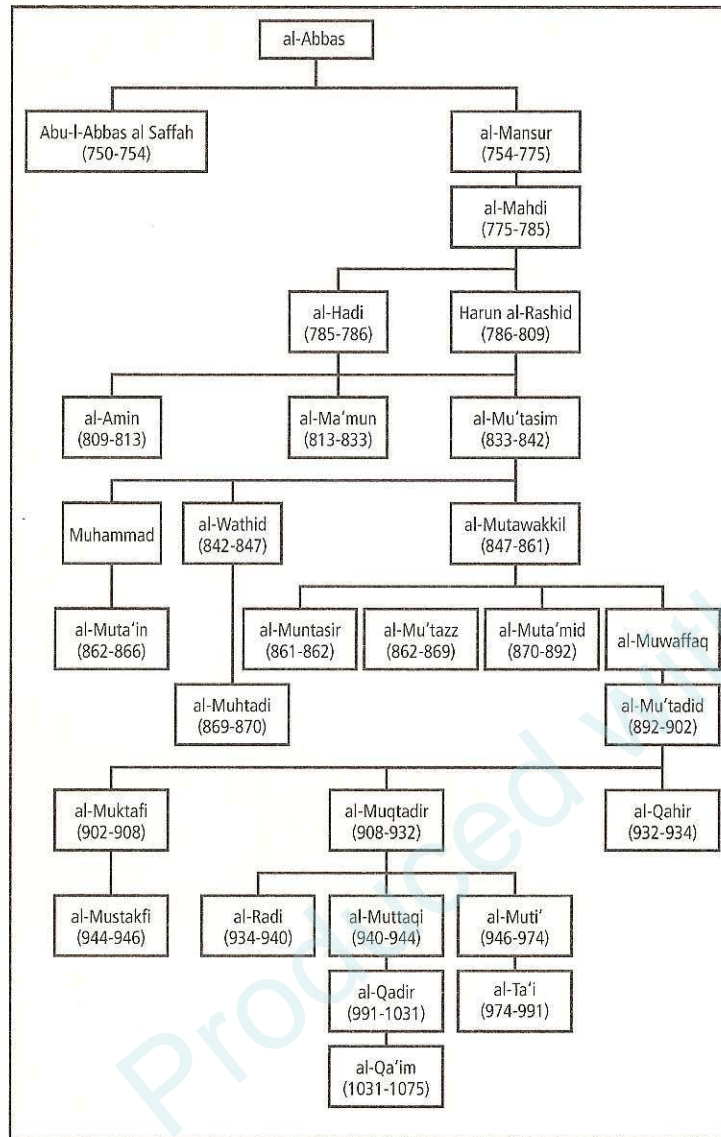 al-Abbas
Abu-l-Abbas al Saffah
(750-754)
al-Mansur
(754-775)
al-Mahdi
(775-785)
al-Hadi
(785-786)
Harun al-Rashid
(786-809)
al-Amin
(809-813)
al-Ma‘mun
(813-833)
al-Mu‘tasim
(833-842)
Muhammad
al-Wathid
(842-847)
al-Mutawakkil
(847-861)
al-Muta‘in
(862-866)
al-Muntasir
(861-862)
al-Mu‘tazz
(862-869)
al-Muta‘mid
(870-892)
al-Muwaffaq
al-Muhtadi
(869-870)
al-Mu‘tadid
(892-902)
al-Muktafi
(902-908)
al-Muqtadir
(908-932)
al-Qahir
(932-934)
al-Mustakfi
(944-946)
al-Radi
(934-940)
al-Muttaqi
(940-944)
al-Muti‘
(946-974)
al-Qadir
(991-1031)
al-Ta‘i
(974-991)
al-Qa‘im
(1031-1075)
Produced with